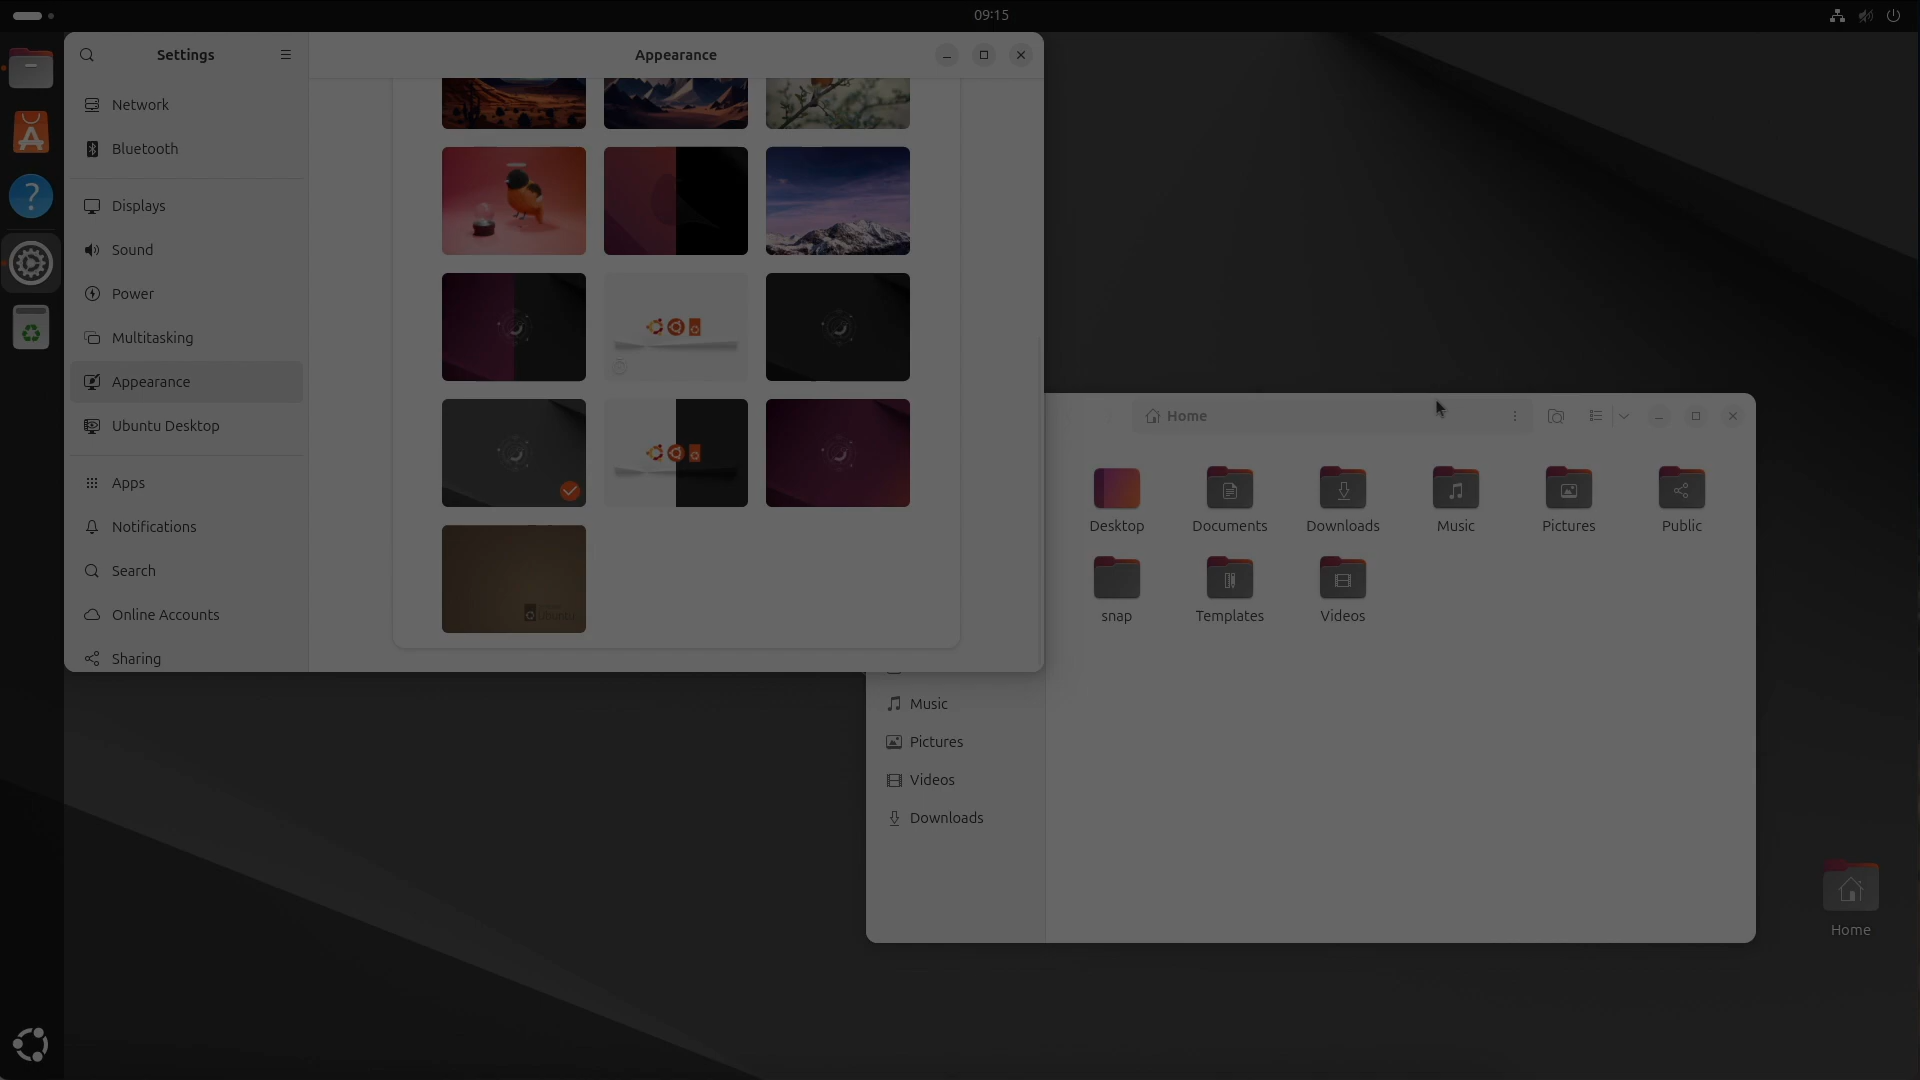 09:15
Settings
Appearance
Network
Bluetooth
Displays
Sound
Power
Multitasking
Appearance
Ubuntu Desktop
Apps
Notifications
Search
Online Accounts
Sharing
Home
Desktop
Documents
Downloads
Music
Pictures
Public
snap
Templates
Videos
Music
Pictures
Videos
Downloads
Home